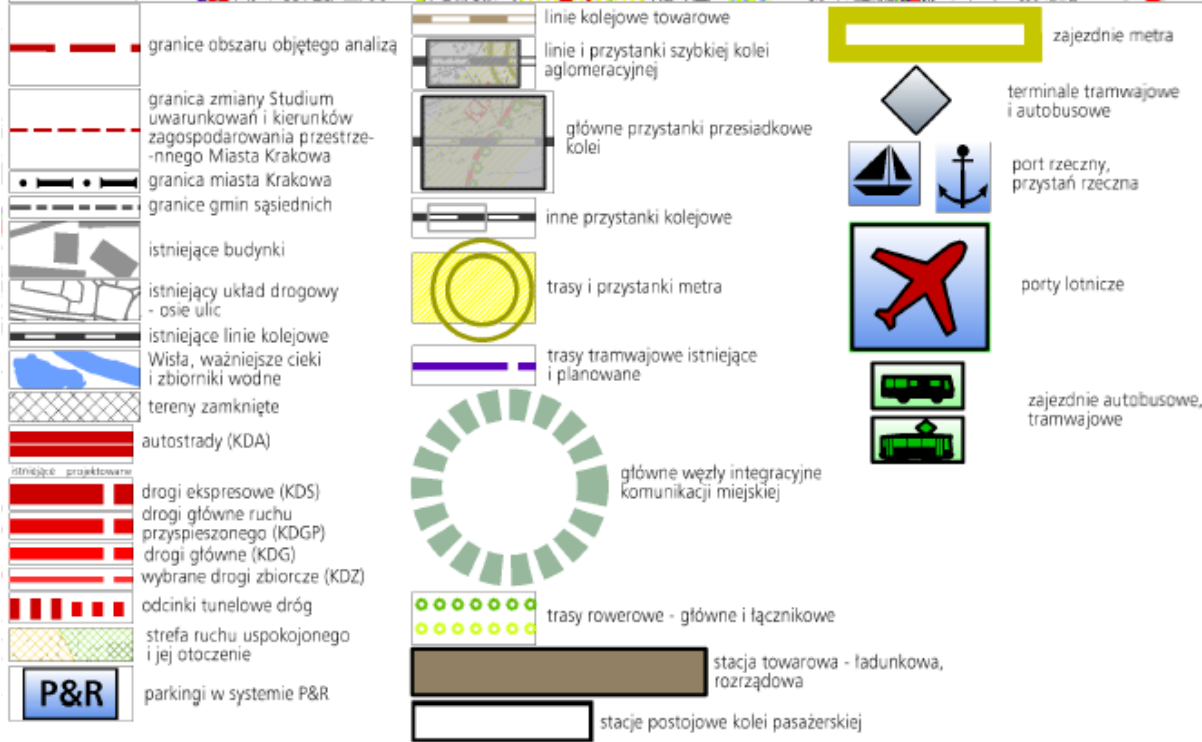 granice obszaru objętego analizą
granica zmiany Studium
uwarunkowań i kierunków
zagospodarowania przestrze-
-nnego Miasta Krakowa
granica miasta Krakowa
granice gmin sąsiednich
istniejące budynki
istniejący układ drogowy
- osie ulic
istniejące linie kolejowe
Wisła, ważniejsze cieki
i zbiorniki wodne
tereny zamknięte
autostrady (KDA)
istniejące projektowane
drogi ekspresowe (KDS)
drogi główne ruchu
przyspieszonego (KDGP)
drogi główne (KDG)
wybrane drogi zbiorcze (KDZ)
odcinki tunelowe dróg
strefa ruchu uspokojonego
i jej otoczenie
P&R
parkingi w systemie P&R
linie kolejowe towarowe
linie i przystanki szybkiej kolei
aglomeracyjnej
główne przystanki przesiadkowe
kolei
inne przystanki kolejowe
trasy i przystanki metra
trasy tramwajowe istniejące
i planowane
główne węzły integracyjne
komunikacji miejskiej
trasy rowerowe - główne i łącznikowe
stacja towarowa - ładunkowa,
rozrządowa
stacje postojowe kolei pasażerskiej
zajezdnie metra
terminale tramwajowe
i autobusowe
port rzeczny,
przystań rzeczna
porty lotnicze
zajezdnie autobusowe,
tramwajowe